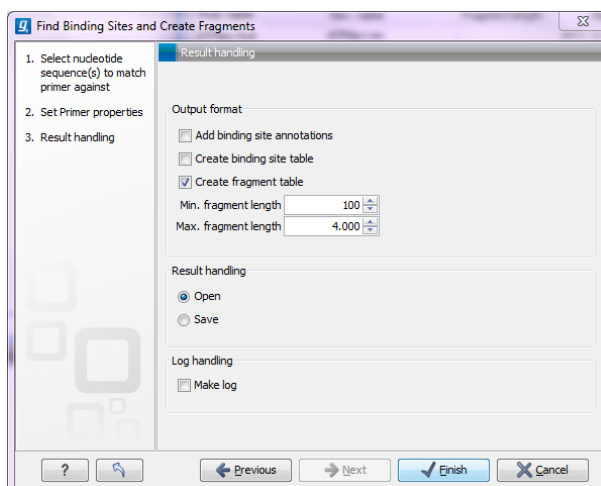 Find Binding Sites and Create Fragments
1. Select nucleotide
sequence(s) to match
primer against
2. Set Primer properties
3. Result handling
Result handling
Output format
Add binding site annotations
Create binding site table
Create fragment table
Min. fragment length 100
Max. fragment length 4.000
Result handling
Open
Save
Log handling
Make log
? Previous Next Finish Cancel